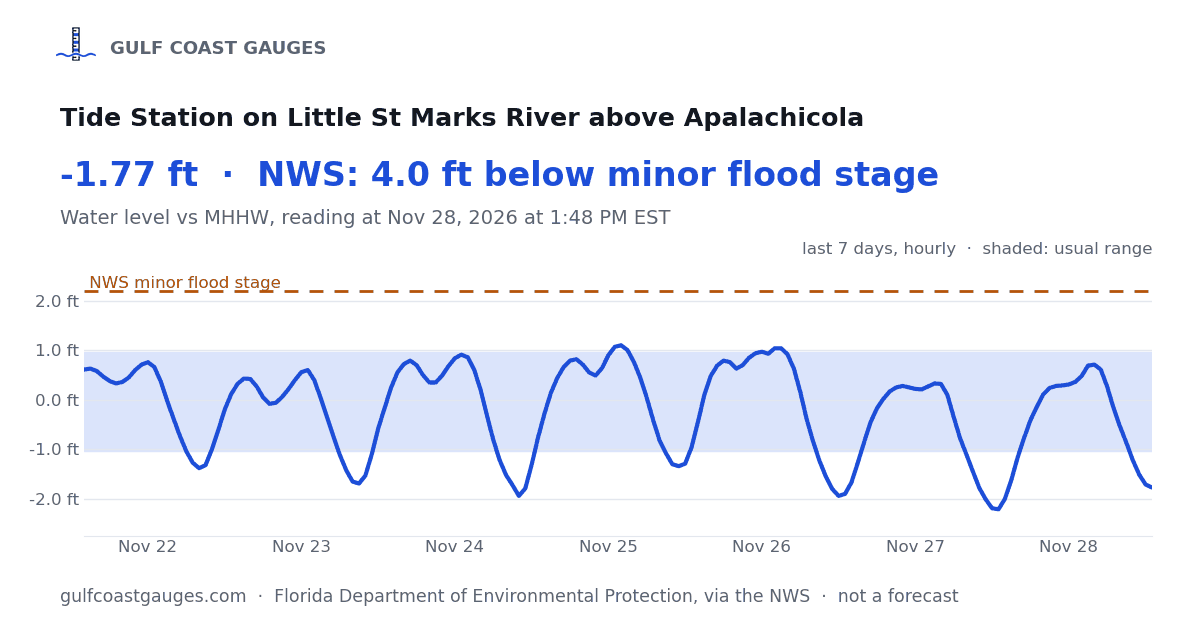 GULF COAST GAUGES
Tide Station on Little St Marks River above Apalachicola
-1.77 ft · NWS: 4.0 ft below minor flood stage
Water level vs MHHW, reading at Nov 28, 2026 at 1:48 PM EST
last 7 days, hourly · shaded: usual range
NWS minor flood stage
2.0 ft
1.0 ft
0.0 ft
-1.0 ft
-2.0 ft
Nov 22 Nov 23 Nov 24 Nov 25 Nov 26 Nov 27 Nov 28
gulfcoastgauges.com · Florida Department of Environmental Protection, via the NWS · not a forecast